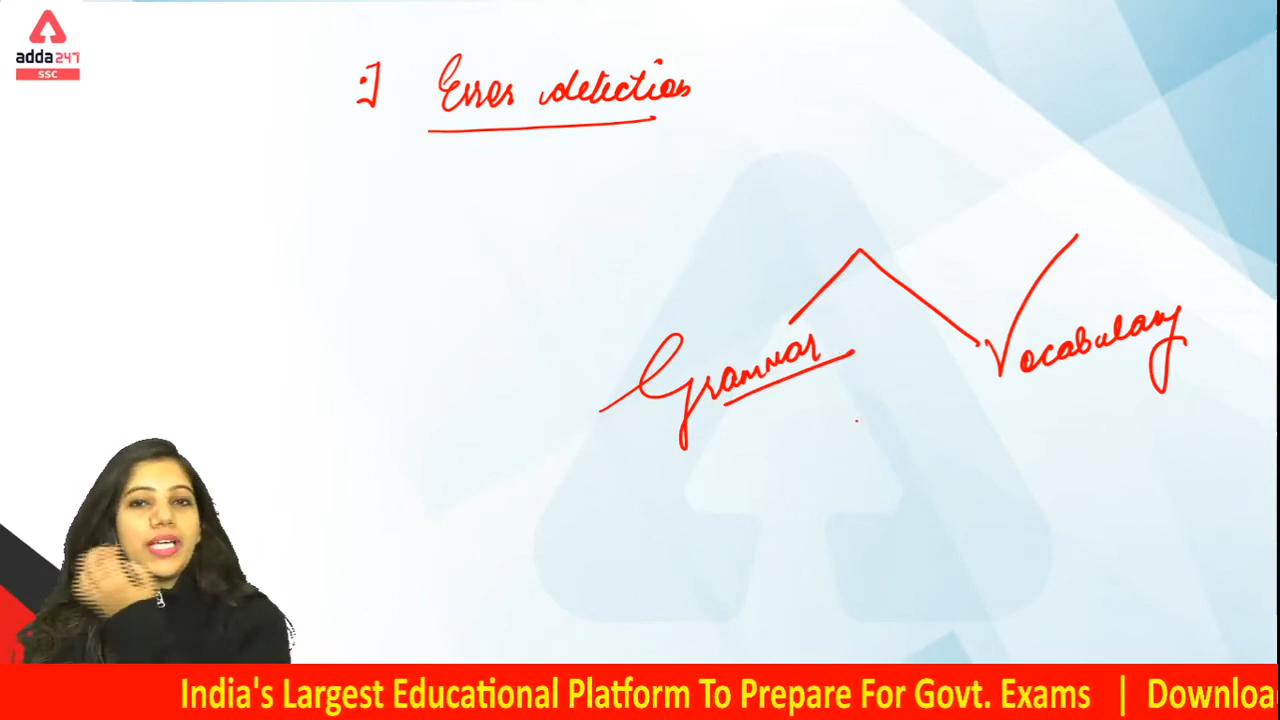 adda247
SSC
:] Error detection
Grammar
Vocabulary
India's Largest Educational Platform To Prepare For Govt. Exams | Downloa